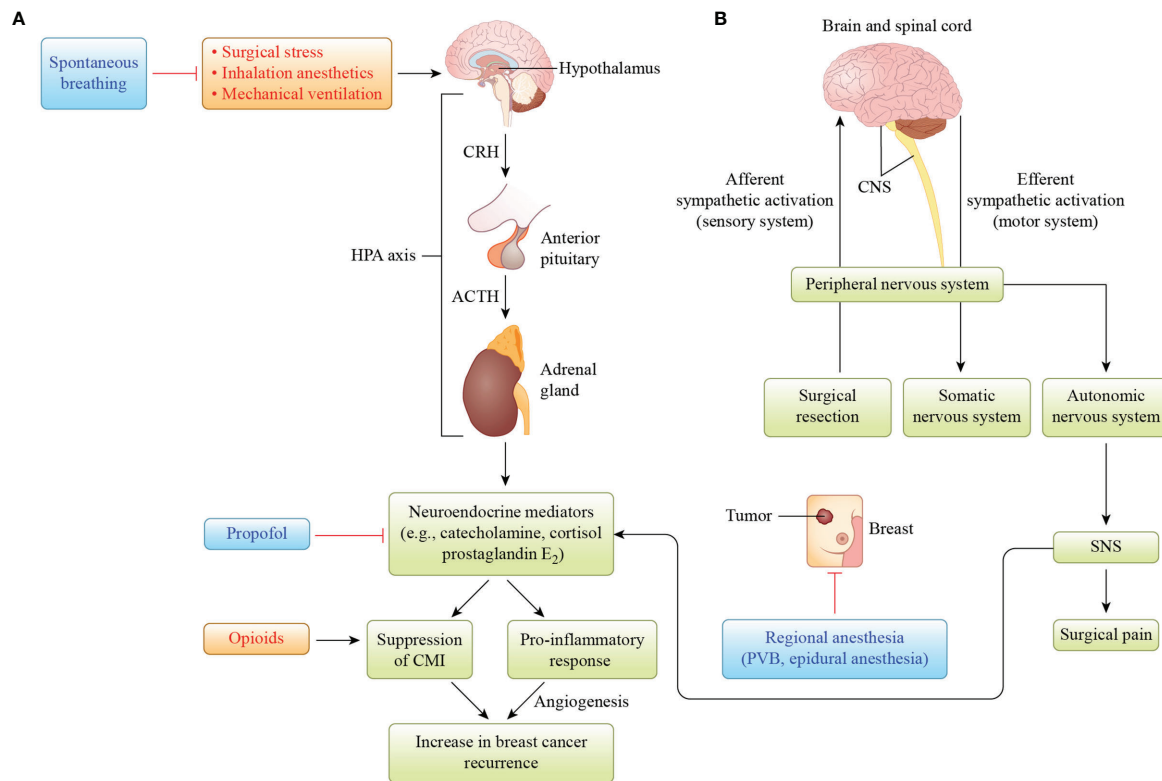 A
Spontaneous
breathing
• Surgical stress
• Inhalation anesthetics
• Mechanical ventilation
Hypothalamus
CRH
HPA axis
Anterior
pituitary
ACTH
Adrenal
gland
Propofol
Neuroendocrine mediators
(e.g., catecholamine, cortisol
prostaglandin E₂)
Opioids
Suppression
of CMI
Pro-inflammatory
response
Angiogenesis
Increase in breast cancer
recurrence
B
Brain and spinal cord
CNS
Afferent
sympathetic activation
(sensory system)
Efferent
sympathetic activation
(motor system)
Peripheral nervous system
Surgical
resection
Somatic
nervous system
Autonomic
nervous system
Tumor
Breast
SNS
Regional anesthesia
(PVB, epidural anesthesia)
Surgical pain